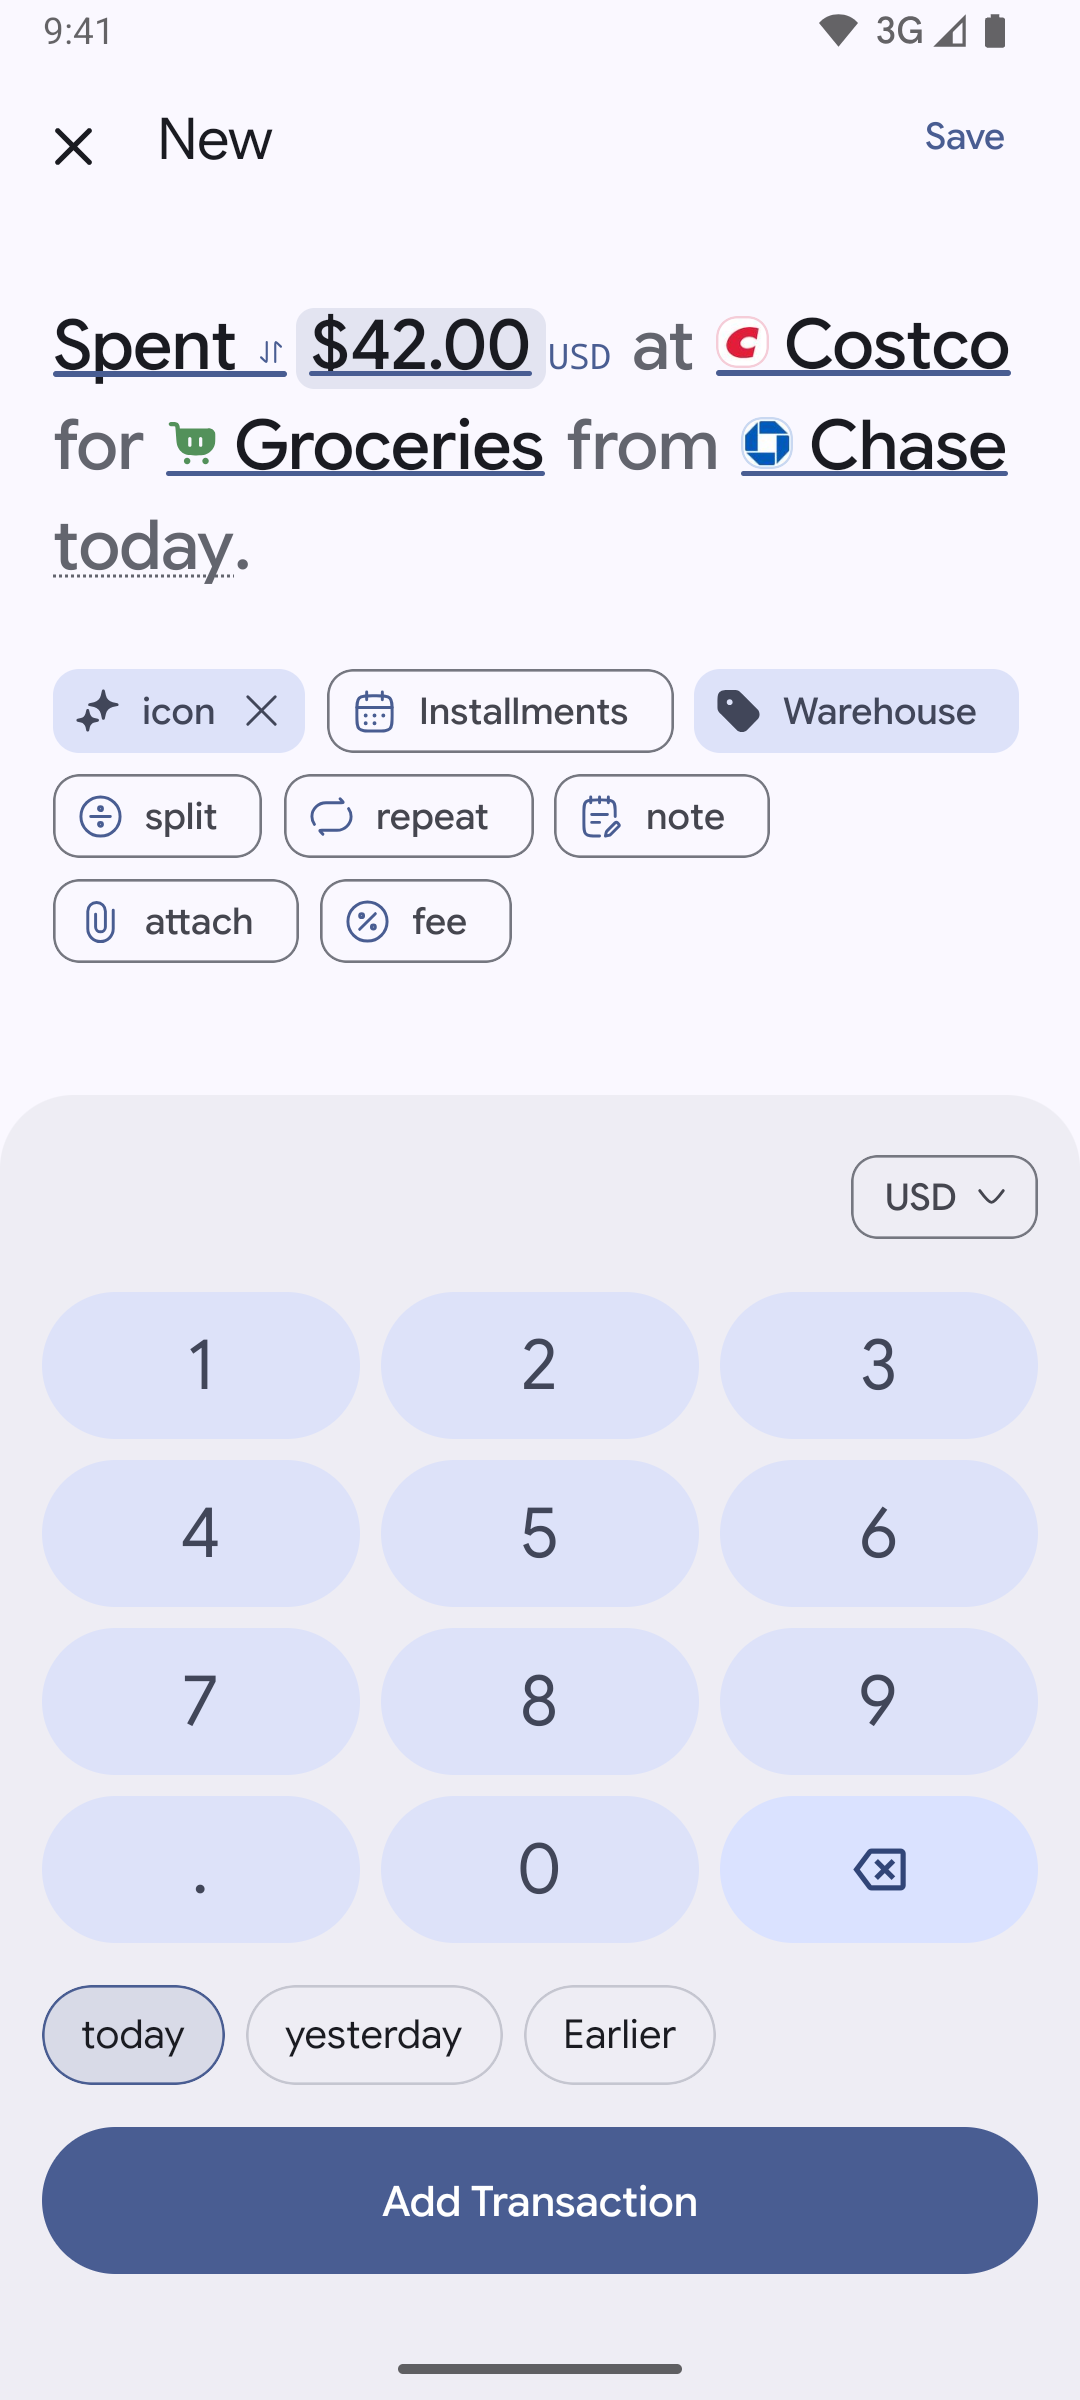 9:41 3G
New Save
Spent $42.00 USD at Costco
for Groceries from Chase
today.
icon Installments Warehouse
split repeat note
attach fee
USD
1 2 3
4 5 6
7 8 9
. 0
today yesterday Earlier
Add Transaction